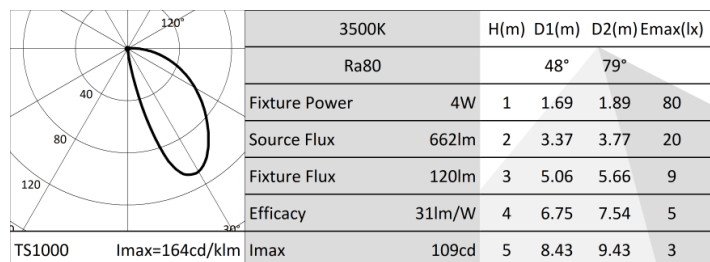 120°
40
80
120
30°
TS1000 Imax=164cd/klm
3500K H(m) D1(m) D2(m) Emax(lx)
Ra80 48° 79°
Fixture Power 4W 1 1.69 1.89 80
Source Flux 662lm 2 3.37 3.77 20
Fixture Flux 120lm 3 5.06 5.66 9
Efficacy 31lm/W 4 6.75 7.54 5
Imax 109cd 5 8.43 9.43 3